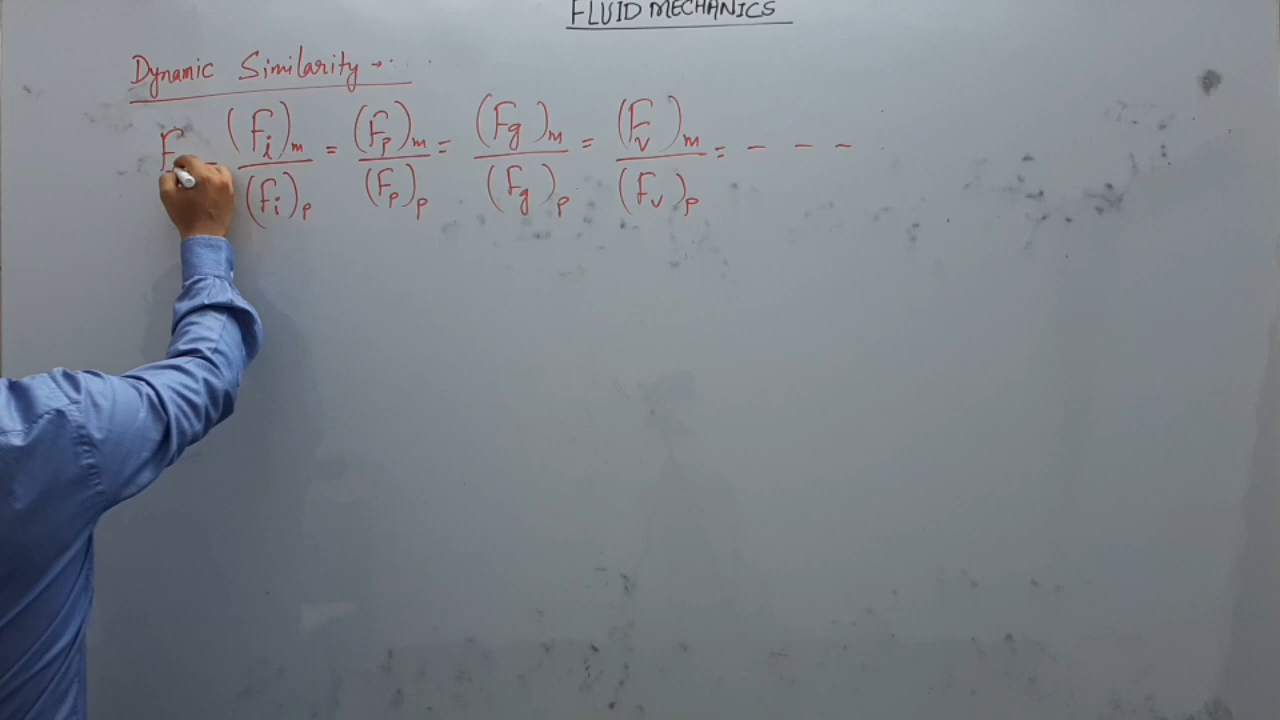 FLUID MECHANICS
Dynamic Similarity →....
F = (Fi)m / (Fi)p = (Fp)m / (Fp)p = (Fg)m / (Fg)p = (Fv)m / (Fv)p = - - -